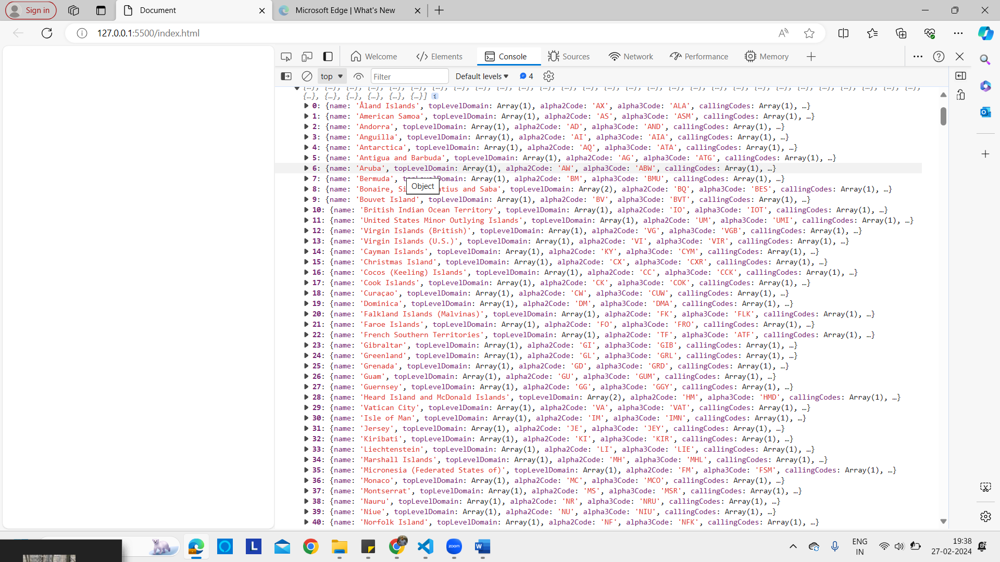 Sign in
Document
Microsoft Edge | What's New
127.0.0.1:5500/index.html
Welcome
Elements
Console
Sources
Network
Performance
Memory
top
Filter
Default levels
4
{…}, {…}, {…}, {…}, {…}, {…}]
0: {name: 'Åland Islands', topLevelDomain: Array(1), alpha2Code: 'AX', alpha3Code: 'ALA', callingCodes: Array(1), …}
1: {name: 'American Samoa', topLevelDomain: Array(1), alpha2Code: 'AS', alpha3Code: 'ASM', callingCodes: Array(1), …}
2: {name: 'Andorra', topLevelDomain: Array(1), alpha2Code: 'AD', alpha3Code: 'AND', callingCodes: Array(1), …}
3: {name: 'Anguilla', topLevelDomain: Array(1), alpha2Code: 'AI', alpha3Code: 'AIA', callingCodes: Array(1), …}
4: {name: 'Antarctica', topLevelDomain: Array(1), alpha2Code: 'AQ', alpha3Code: 'ATA', callingCodes: Array(1), …}
5: {name: 'Antigua and Barbuda', topLevelDomain: Array(1), alpha2Code: 'AG', alpha3Code: 'ATG', callingCodes: Array(1), …}
6: {name: 'Aruba', topLevelDomain: Array(1), alpha2Code: 'AW', alpha3Code: 'ABW', callingCodes: Array(1), …}
7: {name: 'Bermuda', Domain: Array(1), alpha2Code: 'BM', alpha3Code: 'BMU', callingCodes: Array(1), …}
Object
8: {name: 'Bonaire, and Saba', topLevelDomain: Array(2), alpha2Code: 'BQ', alpha3Code: 'BES', callingCodes: Array(1), …}
9: {name: 'Bouvet Island', topLevelDomain: Array(1), alpha2Code: 'BV', alpha3Code: 'BVT', callingCodes: Array(1), …}
10: {name: 'British Indian Ocean Territory', topLevelDomain: Array(1), alpha2Code: 'IO', alpha3Code: 'IOT', callingCodes: Array(1), …}
11: {name: 'United States Minor Outlying Islands', topLevelDomain: Array(1), alpha2Code: 'UM', alpha3Code: 'UMI', callingCodes: Array(1), …}
12: {name: 'Virgin Islands (British)', topLevelDomain: Array(1), alpha2Code: 'VG', alpha3Code: 'VGB', callingCodes: Array(1), …}
13: {name: 'Virgin Islands (U.S.)', topLevelDomain: Array(1), alpha2Code: 'VI', alpha3Code: 'VIR', callingCodes: Array(1), …}
14: {name: 'Cayman Islands', topLevelDomain: Array(1), alpha2Code: 'KY', alpha3Code: 'CYM', callingCodes: Array(1), …}
15: {name: 'Christmas Island', topLevelDomain: Array(1), alpha2Code: 'CX', alpha3Code: 'CXR', callingCodes: Array(1), …}
16: {name: 'Cocos (Keeling) Islands', topLevelDomain: Array(1), alpha2Code: 'CC', alpha3Code: 'CCK', callingCodes: Array(1), …}
17: {name: 'Cook Islands', topLevelDomain: Array(1), alpha2Code: 'CK', alpha3Code: 'COK', callingCodes: Array(1), …}
18: {name: 'Curaçao', topLevelDomain: Array(1), alpha2Code: 'CW', alpha3Code: 'CUW', callingCodes: Array(1), …}
19: {name: 'Dominica', topLevelDomain: Array(1), alpha2Code: 'DM', alpha3Code: 'DMA', callingCodes: Array(1), …}
20: {name: 'Falkland Islands (Malvinas)', topLevelDomain: Array(1), alpha2Code: 'FK', alpha3Code: 'FLK', callingCodes: Array(1), …}
21: {name: 'Faroe Islands', topLevelDomain: Array(1), alpha2Code: 'FO', alpha3Code: 'FRO', callingCodes: Array(1), …}
22: {name: 'French Southern Territories', topLevelDomain: Array(1), alpha2Code: 'TF', alpha3Code: 'ATF', callingCodes: Array(1), …}
23: {name: 'Gibraltar', topLevelDomain: Array(1), alpha2Code: 'GI', alpha3Code: 'GIB', callingCodes: Array(1), …}
24: {name: 'Greenland', topLevelDomain: Array(1), alpha2Code: 'GL', alpha3Code: 'GRL', callingCodes: Array(1), …}
25: {name: 'Grenada', topLevelDomain: Array(1), alpha2Code: 'GD', alpha3Code: 'GRD', callingCodes: Array(1), …}
26: {name: 'Guam', topLevelDomain: Array(1), alpha2Code: 'GU', alpha3Code: 'GUM', callingCodes: Array(1), …}
27: {name: 'Guernsey', topLevelDomain: Array(1), alpha2Code: 'GG', alpha3Code: 'GGY', callingCodes: Array(1), …}
28: {name: 'Heard Island and McDonald Islands', topLevelDomain: Array(2), alpha2Code: 'HM', alpha3Code: 'HMD', callingCodes: Array(1), …}
29: {name: 'Vatican City', topLevelDomain: Array(1), alpha2Code: 'VA', alpha3Code: 'VAT', callingCodes: Array(1), …}
30: {name: 'Isle of Man', topLevelDomain: Array(1), alpha2Code: 'IM', alpha3Code: 'IMN', callingCodes: Array(1), …}
31: {name: 'Jersey', topLevelDomain: Array(1), alpha2Code: 'JE', alpha3Code: 'JEY', callingCodes: Array(1), …}
32: {name: 'Kiribati', topLevelDomain: Array(1), alpha2Code: 'KI', alpha3Code: 'KIR', callingCodes: Array(1), …}
33: {name: 'Liechtenstein', topLevelDomain: Array(1), alpha2Code: 'LI', alpha3Code: 'LIE', callingCodes: Array(1), …}
34: {name: 'Marshall Islands', topLevelDomain: Array(1), alpha2Code: 'MH', alpha3Code: 'MHL', callingCodes: Array(1), …}
35: {name: 'Micronesia (Federated States of)', topLevelDomain: Array(1), alpha2Code: 'FM', alpha3Code: 'FSM', callingCodes: Array(1), …}
36: {name: 'Monaco', topLevelDomain: Array(1), alpha2Code: 'MC', alpha3Code: 'MCO', callingCodes: Array(1), …}
37: {name: 'Montserrat', topLevelDomain: Array(1), alpha2Code: 'MS', alpha3Code: 'MSR', callingCodes: Array(1), …}
38: {name: 'Nauru', topLevelDomain: Array(1), alpha2Code: 'NR', alpha3Code: 'NRU', callingCodes: Array(1), …}
39: {name: 'Niue', topLevelDomain: Array(1), alpha2Code: 'NU', alpha3Code: 'NIU', callingCodes: Array(1), …}
40: {name: 'Norfolk Island', topLevelDomain: Array(1), alpha2Code: 'NF', alpha3Code: 'NFK', callingCodes: Array(1), …}
L
zoom
ENG
IN
19:38
27-02-2024